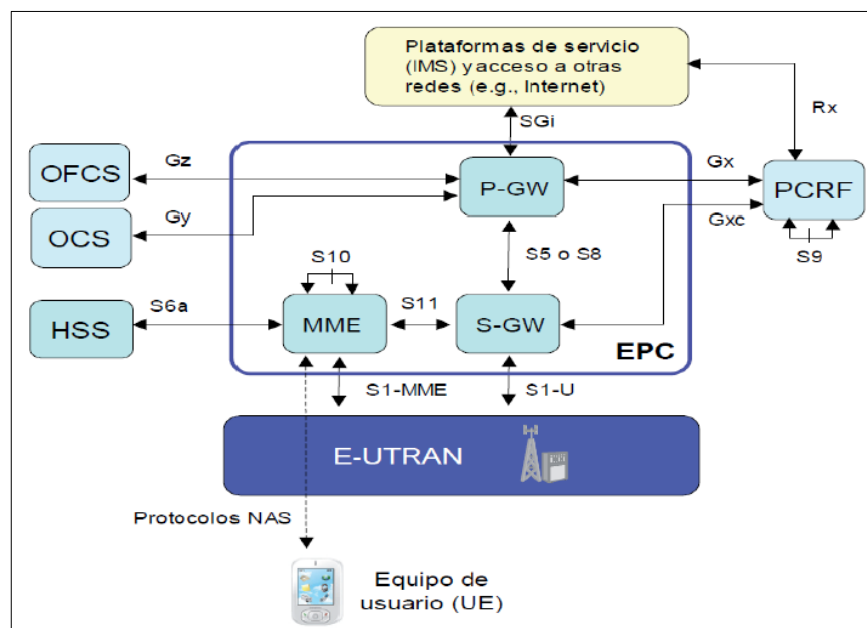 Plataformas de servicio
(IMS) y acceso a otras
redes (e.g., Internet)
SGi
Rx
OFCS
Gz
P-GW
Gx
PCRF
OCS
Gy
Gxc
S9
S10
S5 o S8
HSS
S6a
MME
S11
S-GW
EPC
S1-MME
S1-U
E-UTRAN
Protocolos NAS
Equipo de
usuario (UE)